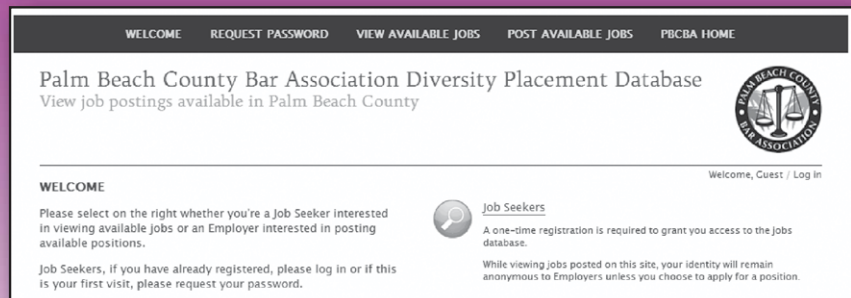 WELCOME REQUEST PASSWORD VIEW AVAILABLE JOBS POST AVAILABLE JOBS PBCBA HOME
Palm Beach County Bar Association Diversity Placement Database
View job postings available in Palm Beach County
PALM BEACH COUNTY
BAR ASSOCIATION
Welcome, Guest / Log in
WELCOME
Please select on the right whether you're a Job Seeker interested
in viewing available jobs or an Employer interested in posting
available positions.
Job Seekers, if you have already registered, please log in or if this
is your first visit, please request your password.
Job Seekers
A one-time registration is required to grant you access to the jobs
database.
While viewing jobs posted on this site, your identity will remain
anonymous to Employers unless you choose to apply for a position.